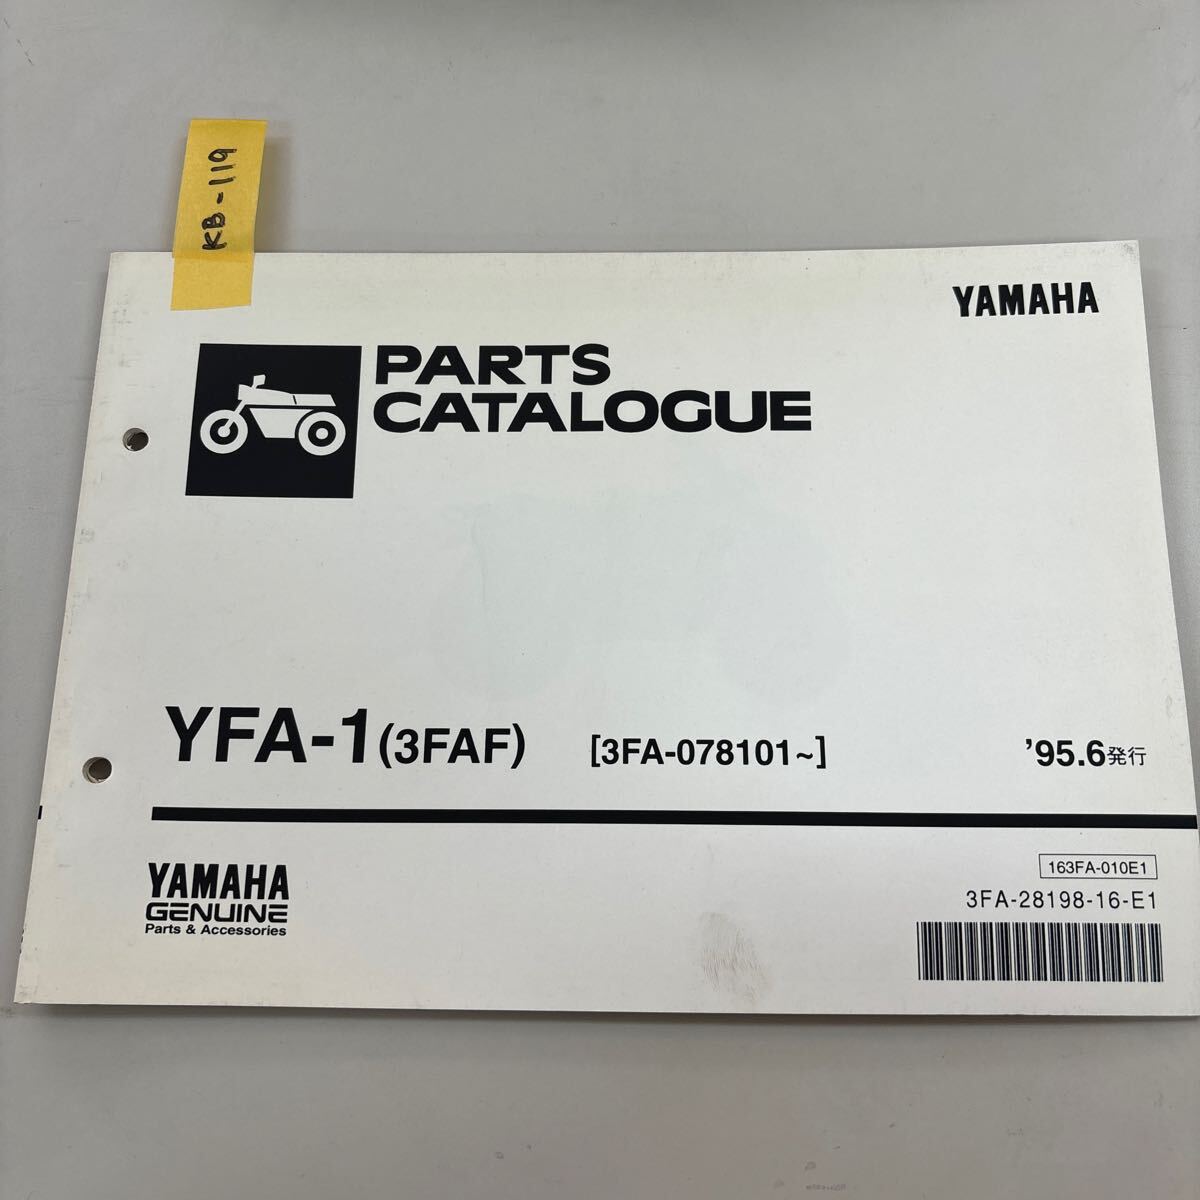 KB-119
YAMAHA
PARTS
CATALOGUE
YFA-1(3FAF) [3FA-078101~] '95.6発行
YAMAHA
GENUINE
Parts & Accessories
163FA-010E1
3FA-28198-16-E1